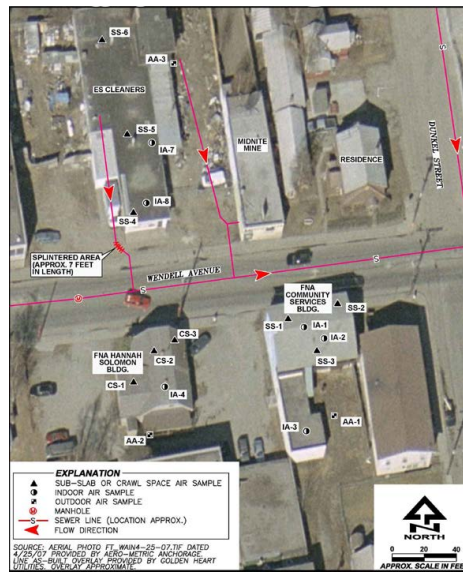 SS-6
AA-3
ES CLEANERS
SS-5
IA-7
MIDNITE
MINE
RESIDENCE
DUNKEL STREET
S
IA-8
SS-4
SPLINTERED AREA
(APPROX. 7 FEET
IN LENGTH)
WENDELL AVENUE
S
S
M
FNA
COMMUNITY
SERVICES
BLDG.
SS-2
SS-1
IA-1
IA-2
SS-3
CS-3
FNA HANNAH
SOLOMON
BLDG.
CS-2
CS-1
IA-4
AA-2
IA-3
AA-1
EXPLANATION
SUB-SLAB OR CRAWL SPACE AIR SAMPLE
INDOOR AIR SAMPLE
OUTDOOR AIR SAMPLE
M MANHOLE
S SEWER LINE (LOCATION APPROX.)
FLOW DIRECTION
SOURCE: AERIAL PHOTO FT_WAIN4-25-07.TIF DATED
4/25/07 PROVIDED BY AERO-METRIC ANCHORAGE.
LINE AS-BUILT OVERLAY PROVIDED BY GOLDEN HEART
UTILITIES. OVERLAY APPROXIMATE.
NORTH
0 20 40
APPROX. SCALE IN FEE